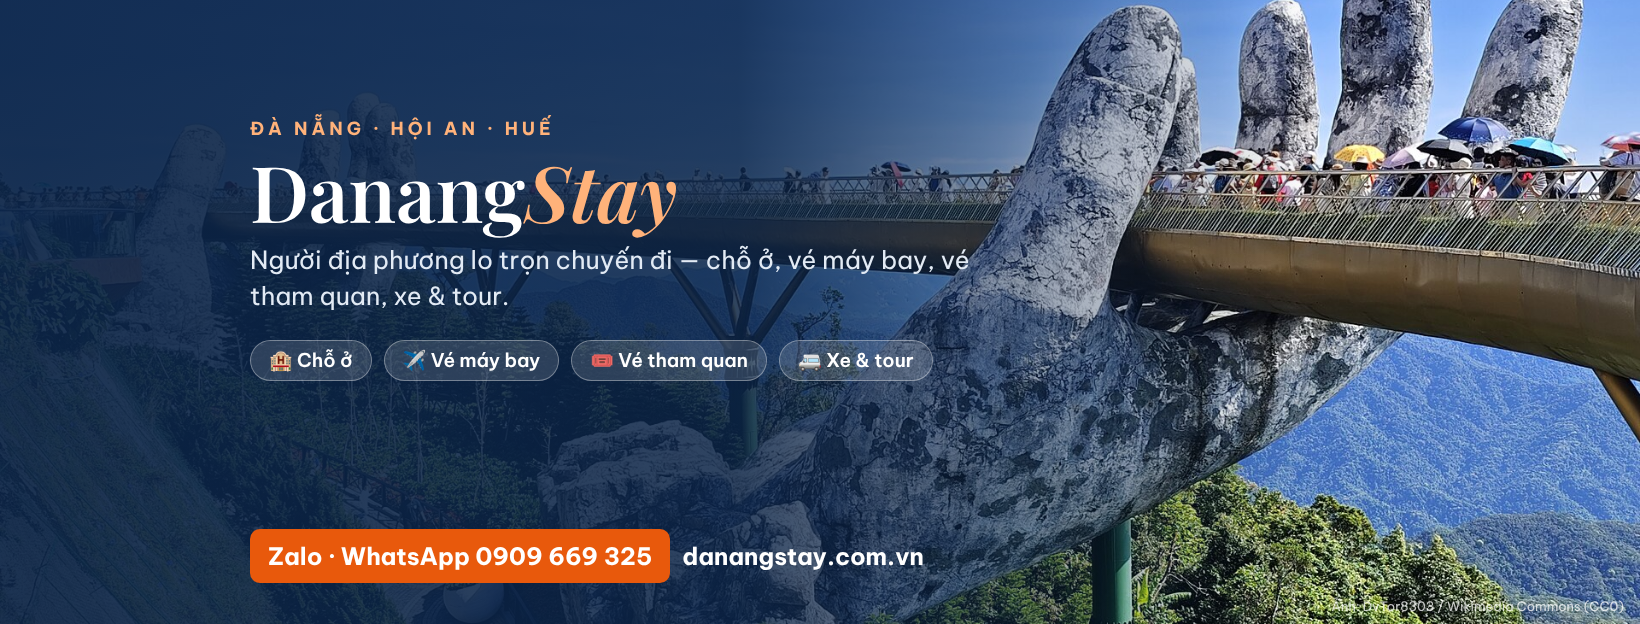 ĐÀ NẴNG · HỘI AN · HUẾ
DanangStay
Người địa phương lo trọn chuyến đi — chỗ ở, vé máy bay, vé
tham quan, xe & tour.
Chỗ ở
Vé máy bay
Vé tham quan
Xe & tour
Zalo · WhatsApp 0909 669 325
danangstay.com.vn
/ Wikimedia Commons (CC0)